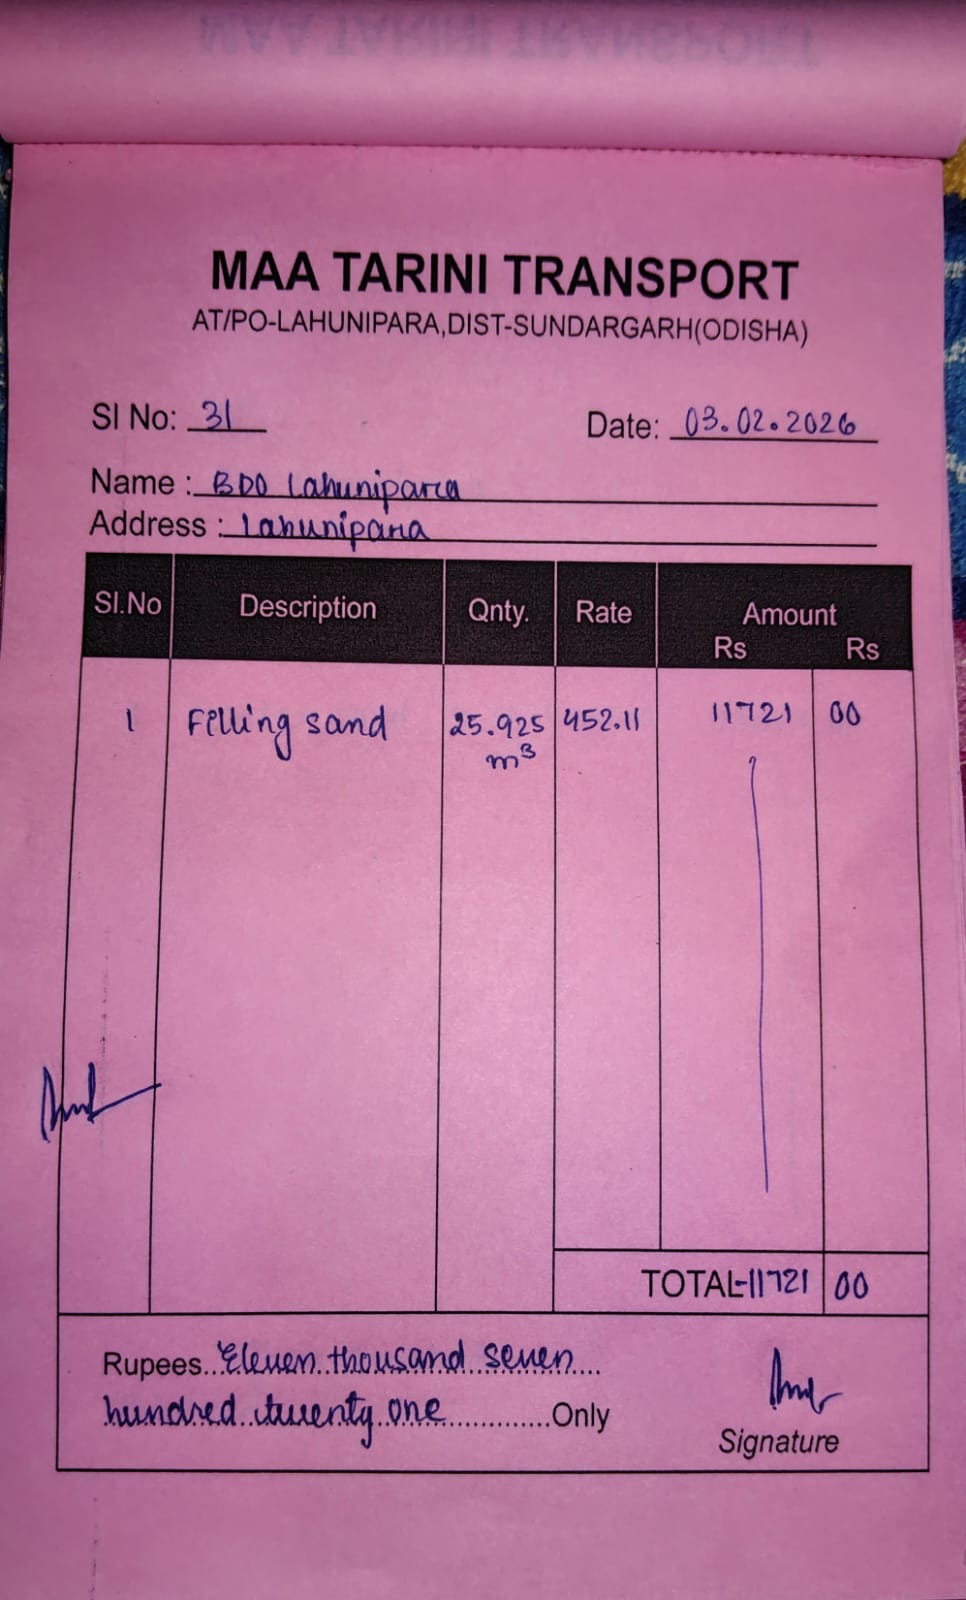 MAA TARINI TRANSPORT
AT/PO-LAHUNIPARA,DIST-SUNDARGARH(ODISHA)
Sl No: 31 Date: 03.02.2026
Name : BDO Lahunipara
Address : Lahunipara
Sl.No Description Qnty. Rate Amount
Rs Rs
1 Filling sand 25.925 452.11 11721 00
m³
TOTAL-11721 00
Rupees...Eleven thousand seven...
hundred twenty one............Only
Signature